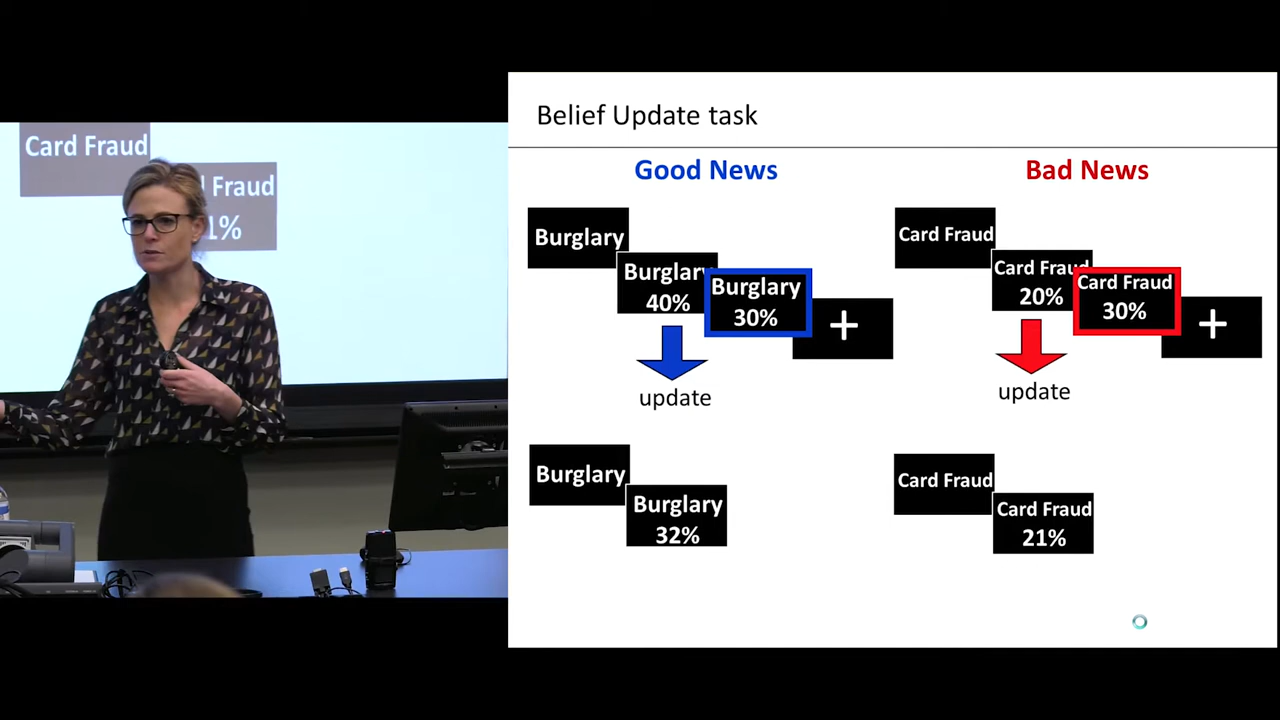 Card Fraud
Fraud
1%
Belief Update task
Good News
Bad News
Burglary
Burglary
40%
Burglary
30%
+
update
Burglary
Burglary
32%
Card Fraud
Card Fraud
20%
Card Fraud
30%
+
update
Card Fraud
Card Fraud
21%